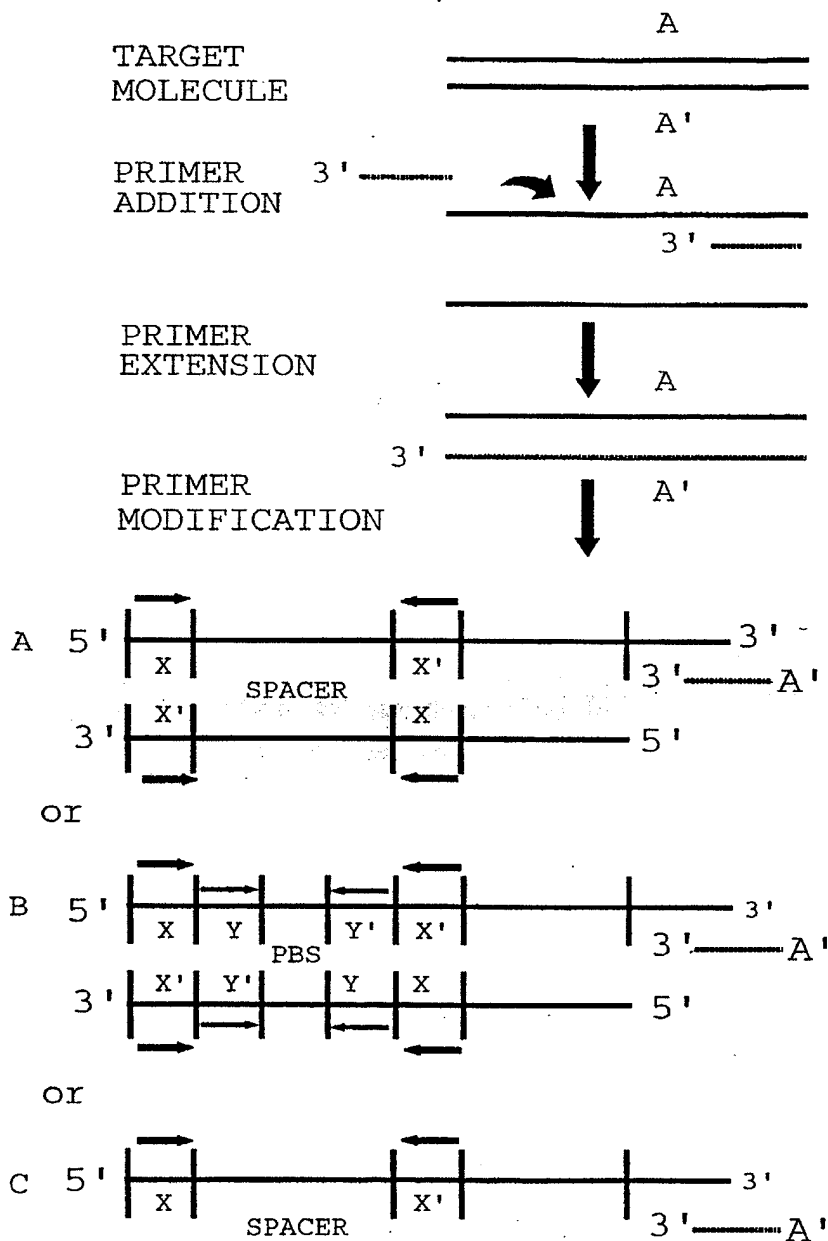 A
TARGET
MOLECULE
A'
PRIMER 3'
ADDITION
A
3'
PRIMER
EXTENSION
A
3'
A'
PRIMER
MODIFICATION
A 5' X X' 3'
SPACER
3' A'
X' X
3' 5'
or
B 5' X Y Y' X' 3'
PBS
3' A'
X' Y' Y X
3' 5'
or
C 5' X X' 3'
SPACER
3' A'